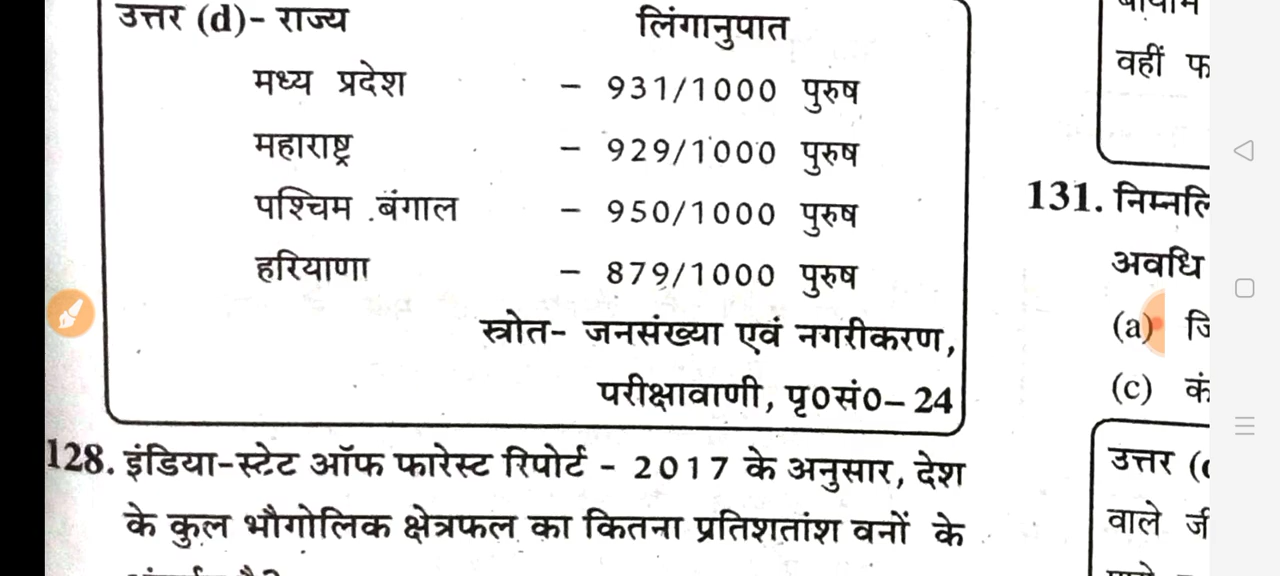 उत्तर (d)- राज्य लिंगानुपात
मध्य प्रदेश - 931/1000 पुरुष
महाराष्ट्र - 929/1000 पुरुष
पश्चिम बंगाल - 950/1000 पुरुष
हरियाणा - 879/1000 पुरुष
स्त्रोत- जनसंख्या एवं नगरीकरण,
परीक्षावाणी, पृ0सं0- 24
128. इंडिया-स्टेट ऑफ फारेस्ट रिपोर्ट - 2017 के अनुसार, देश
के कुल भौगोलिक क्षेत्रफल का कितना प्रतिशतांश वनों के
वहीं
131.
अवधि
(a)
(c)
उत्तर
वाले